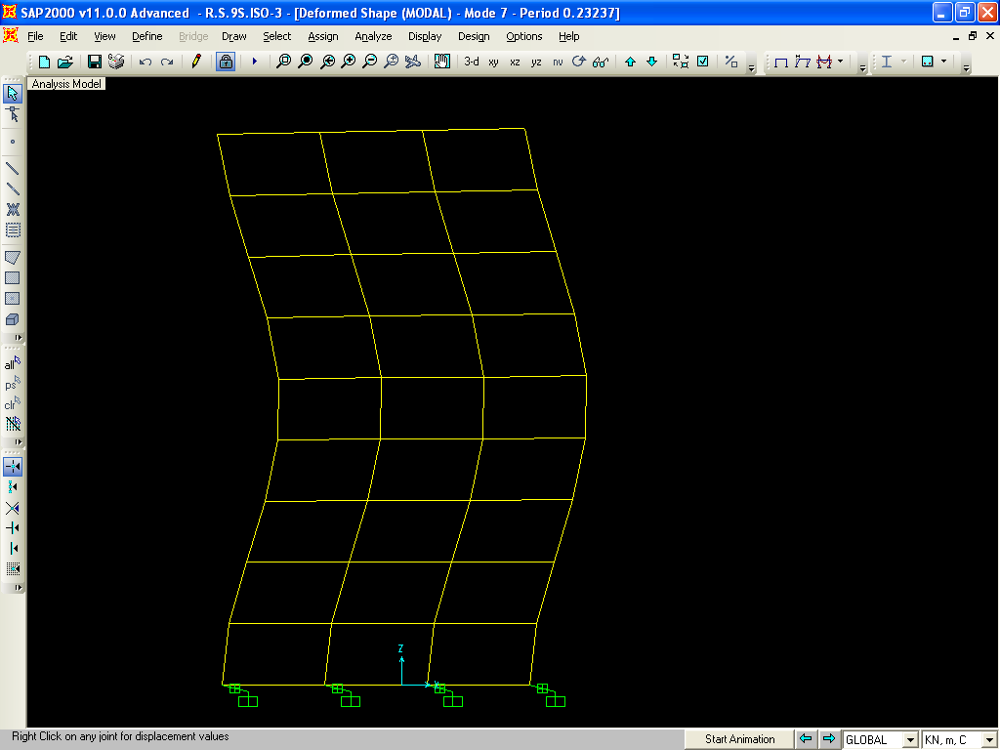 SAP2000 v11.0.0 Advanced - R.S.9S.ISO-3 - [Deformed Shape (MODAL) - Mode 7 - Period 0.23237]
File Edit View Define Bridge Draw Select Assign Analyze Display Design Options Help
3-d xy xz yz nv
Analysis Model
all
ps
clr
Z
X
Right Click on any joint for displacement values
Start Animation
GLOBAL
KN, m, C